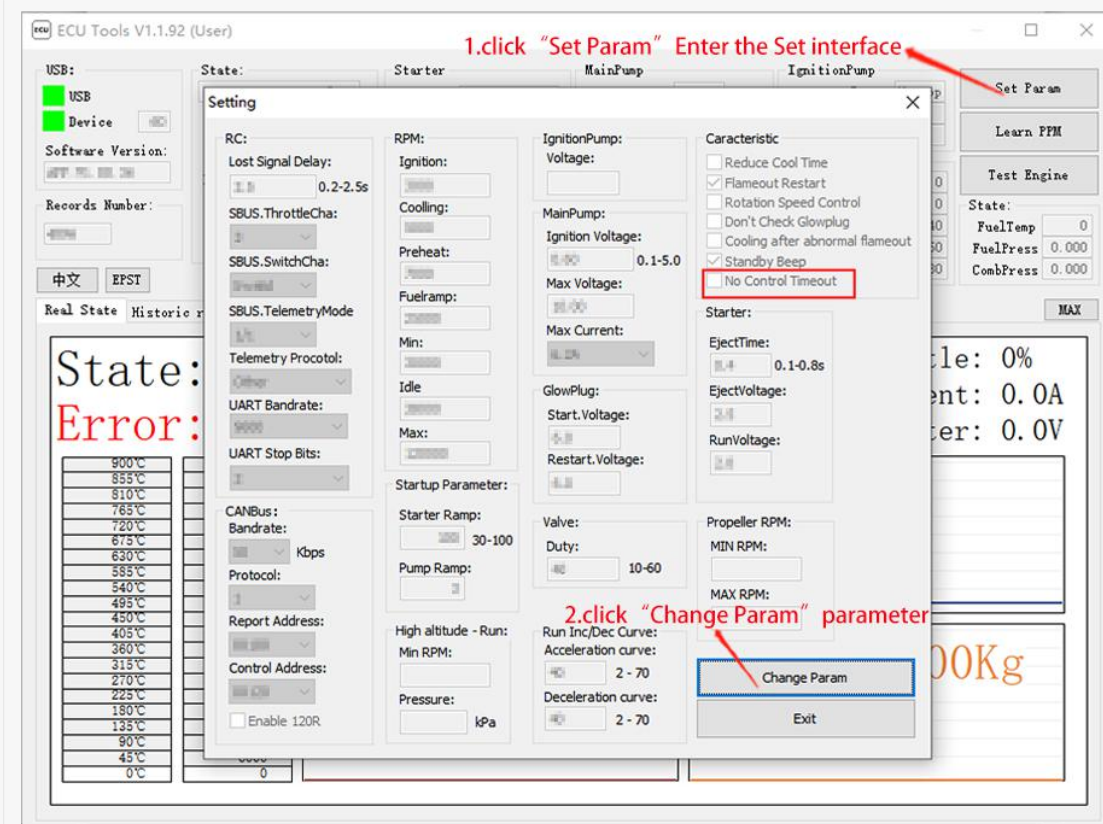 ECU Tools V1.1.92 (User)
1.click “Set Param” Enter the Set interface
USB:
USB
Device
Software Version:
Records Number:
中文
EPST
Real State
Historic r
State:
Starter
MainPump
IgnitionPump
Set Param
Learn PPM
Test Engine
State:
FuelTemp 0
FuelPress 0.000
CombPress 0.000
MAX
Setting
RC:
Lost Signal Delay:
0.2-2.5s
SBUS.ThrottleCha:
SBUS.SwitchCha:
SBUS.TelemetryMode
Telemetry Procotol:
UART Bandrate:
UART Stop Bits:
CANBus:
Bandrate:
Kbps
Protocol:
Report Address:
Control Address:
Enable 120R
RPM:
Ignition:
Coolling:
Preheat:
Fuelramp:
Min:
Idle
Max:
Startup Parameter:
Starter Ramp:
30-100
Pump Ramp:
High altitude - Run:
Min RPM:
Pressure:
kPa
IgnitionPump:
Voltage:
MainPump:
Ignition Voltage:
0.1-5.0
Max Voltage:
Max Current:
GlowPlug:
Start.Voltage:
Restart.Voltage:
Valve:
Duty:
10-60
Run Inc/Dec Curve:
Acceleration curve:
2 - 70
Deceleration curve:
2 - 70
Caracteristic
Reduce Cool Time
Flameout Restart
Rotation Speed Control
Don't Check Glowplug
Cooling after abnormal flameout
Standby Beep
No Control Timeout
Starter:
EjectTime:
0.1-0.8s
EjectVoltage:
RunVoltage:
Propeller RPM:
MIN RPM:
MAX RPM:
2.click “Change Param” parameter
Change Param
Exit
State:
Error:
tle: 0%
ent: 0.0A
ter: 0.0V
00Kg
900℃
855℃
810℃
765℃
720℃
675℃
630℃
585℃
540℃
495℃
450℃
405℃
360℃
315℃
270℃
225℃
180℃
135℃
90℃
45℃
0℃
0